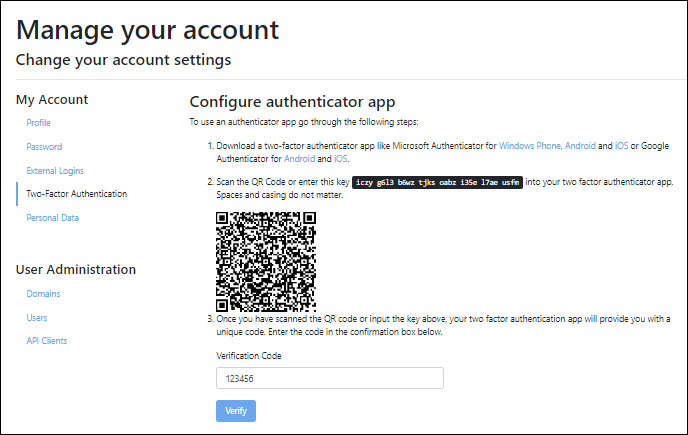 Manage your account
Change your account settings
My Account
Profile
Password
External Logins
Two-Factor Authentication
Personal Data
User Administration
Domains
Users
API Clients
Configure authenticator app
To use an authenticator app go through the following steps:
1. Download a two-factor authenticator app like Microsoft Authenticator for Windows Phone, Android and iOS or Google
Authenticator for Android and iOS.
2. Scan the QR Code or enter this key iczy g6l3 b6wz tjks oabz i35e l7ae usfm into your two factor authenticator app.
Spaces and casing do not matter.
3. Once you have scanned the QR code or input the key above, your two factor authentication app will provide you with a
unique code. Enter the code in the confirmation box below.
Verification Code
123456
Verify